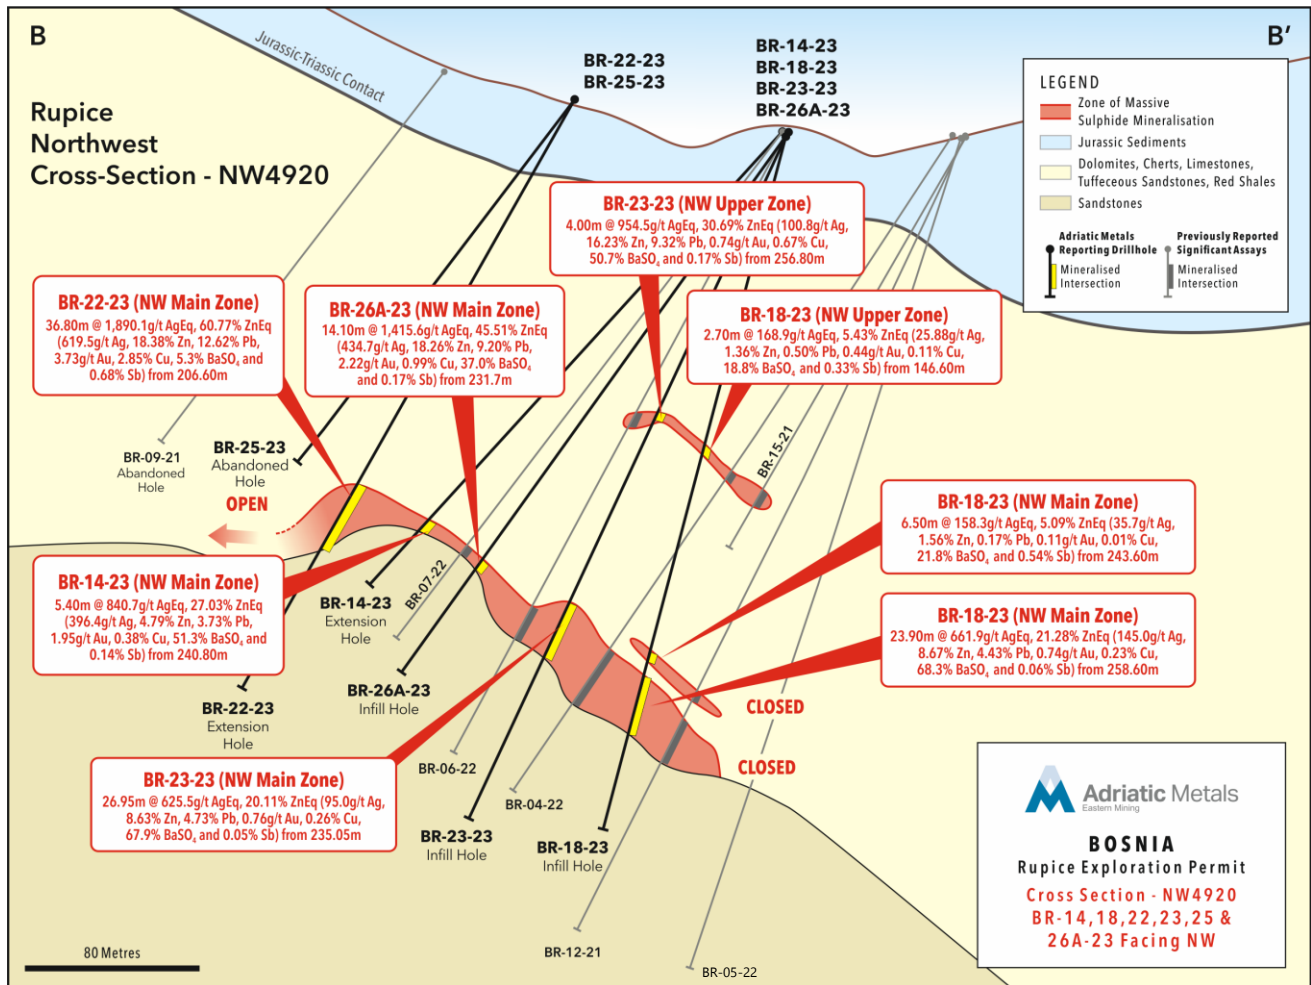 B
B'
Rupice
Northwest
Cross-Section - NW4920
Jurassic-Triassic Contact
BR-22-23
BR-25-23
BR-14-23
BR-18-23
BR-23-23
BR-26A-23
LEGEND
Zone of Massive
Sulphide Mineralisation
Jurassic Sediments
Dolomites, Cherts, Limestones,
Tuffeceous Sandstones, Red Shales
Sandstones
Adriatic Metals
Reporting Drillhole
Mineralised
Intersection
Previously Reported
Significant Assays
Mineralised
Intersection
BR-23-23 (NW Upper Zone)
4.00m @ 954.5g/t AgEq, 30.69% ZnEq (100.8g/t Ag,
16.23% Zn, 9.32% Pb, 0.74g/t Au, 0.67% Cu,
50.7% BaSO₄ and 0.17% Sb) from 256.80m
BR-22-23 (NW Main Zone)
36.80m @ 1,890.1g/t AgEq, 60.77% ZnEq
(619.5g/t Ag, 18.38% Zn, 12.62% Pb,
3.73g/t Au, 2.85% Cu, 5.3% BaSO₄ and
0.68% Sb) from 206.60m
BR-26A-23 (NW Main Zone)
14.10m @ 1,415.6g/t AgEq, 45.51% ZnEq
(434.7g/t Ag, 18.26% Zn, 9.20% Pb,
2.22g/t Au, 0.99% Cu, 37.0% BaSO₄
and 0.17% Sb) from 231.7m
BR-18-23 (NW Upper Zone)
2.70m @ 168.9g/t AgEq, 5.43% ZnEq (25.88g/t Ag,
1.36% Zn, 0.50% Pb, 0.44g/t Au, 0.11% Cu,
18.8% BaSO₄ and 0.33% Sb) from 146.60m
BR-09-21
Abandoned
Hole
BR-25-23
Abandoned
Hole
OPEN
BR-15-21
BR-18-23 (NW Main Zone)
6.50m @ 158.3g/t AgEq, 5.09% ZnEq (35.7g/t Ag,
1.56% Zn, 0.17% Pb, 0.11g/t Au, 0.01% Cu,
21.8% BaSO₄ and 0.54% Sb) from 243.60m
BR-14-23 (NW Main Zone)
5.40m @ 840.7g/t AgEq, 27.03% ZnEq
(396.4g/t Ag, 4.79% Zn, 3.73% Pb,
1.95g/t Au, 0.38% Cu, 51.3% BaSO₄ and
0.14% Sb) from 240.80m
BR-14-23
Extension
Hole
BR-07-22
BR-18-23 (NW Main Zone)
23.90m @ 661.9g/t AgEq, 21.28% ZnEq (145.0g/t Ag,
8.67% Zn, 4.43% Pb, 0.74g/t Au, 0.23% Cu,
68.3% BaSO₄ and 0.06% Sb) from 258.60m
BR-26A-23
Infill Hole
BR-22-23
Extension
Hole
CLOSED
CLOSED
BR-23-23 (NW Main Zone)
26.95m @ 625.5g/t AgEq, 20.11% ZnEq (95.0g/t Ag,
8.63% Zn, 4.73% Pb, 0.76g/t Au, 0.26% Cu,
67.9% BaSO₄ and 0.05% Sb) from 235.05m
BR-06-22
BR-04-22
BR-23-23
Infill Hole
BR-18-23
Infill Hole
BR-12-21
BR-05-22
80 Metres
Adriatic Metals
Eastern Mining
BOSNIA
Rupice Exploration Permit
Cross Section - NW4920
BR-14,18,22,23,25 &
26A-23 Facing NW